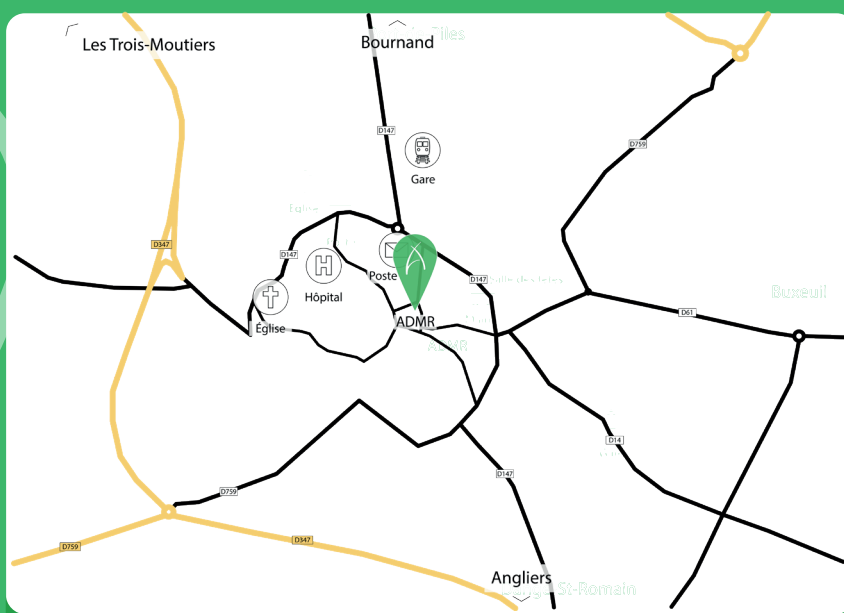 Les Trois-Moutiers
Bournand
D147
Gare
D759
D347
D147
H
Poste
Hôpital
D147
Église
ADMR
Buxeuil
D61
ADMR
D14
D759
D147
D759
D347
Angliers
St-Romain